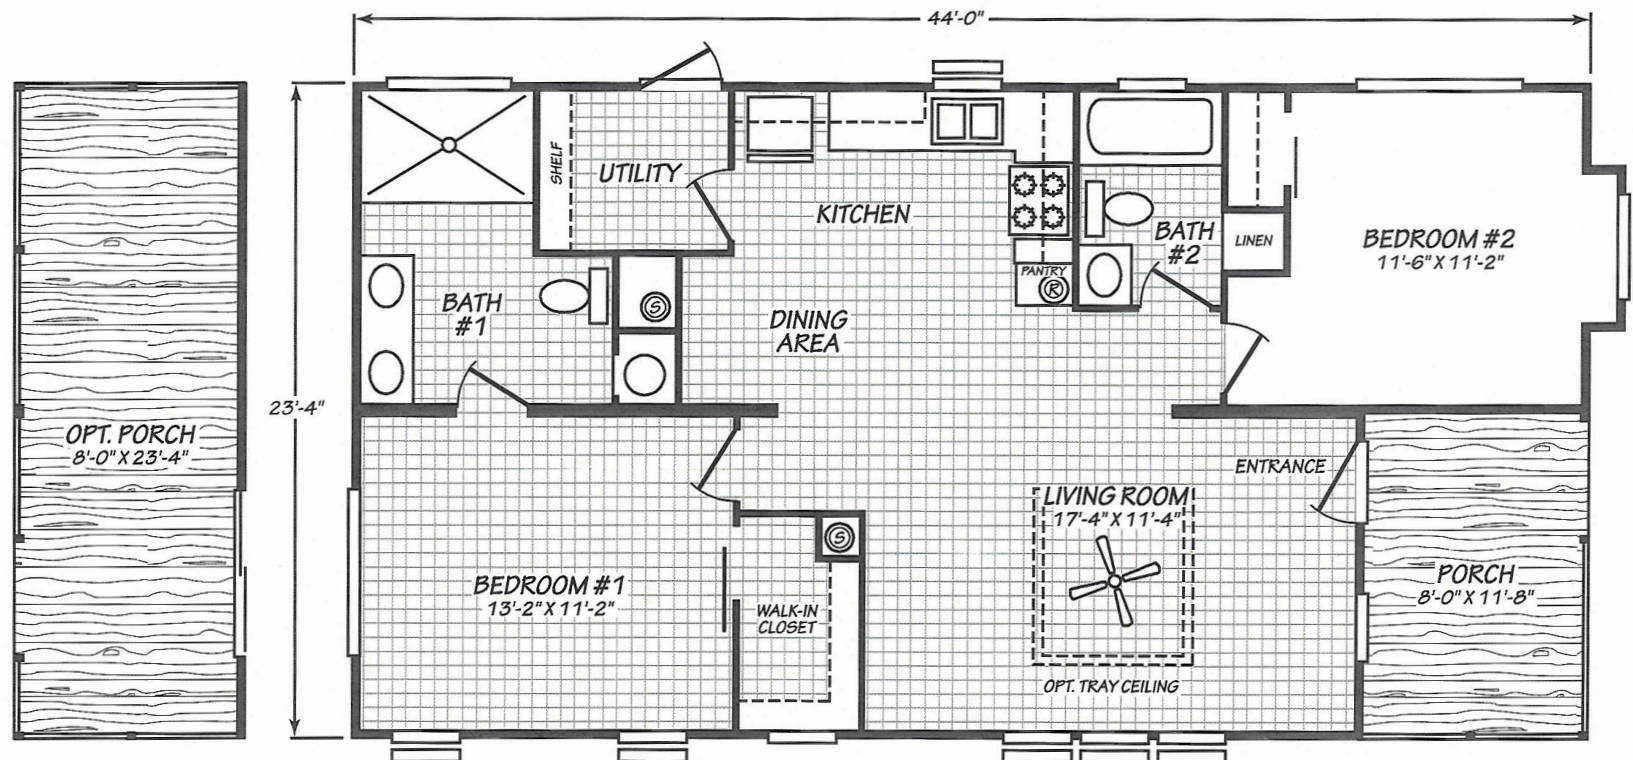 44'-0"
SHELF
UTILITY
KITCHEN
BATH
#2
LINEN
BEDROOM #2
11'-6" X 11'-2"
PANTRY
R
BATH
#1
S
DINING
AREA
23'-4"
OPT. PORCH
8'-0" X 23'-4"
ENTRANCE
LIVING ROOM
17'-4" X 11'-4"
S
BEDROOM #1
13'-2" X 11'-2"
WALK-IN
CLOSET
PORCH
8'-0" X 11'-8"
OPT. TRAY CEILING